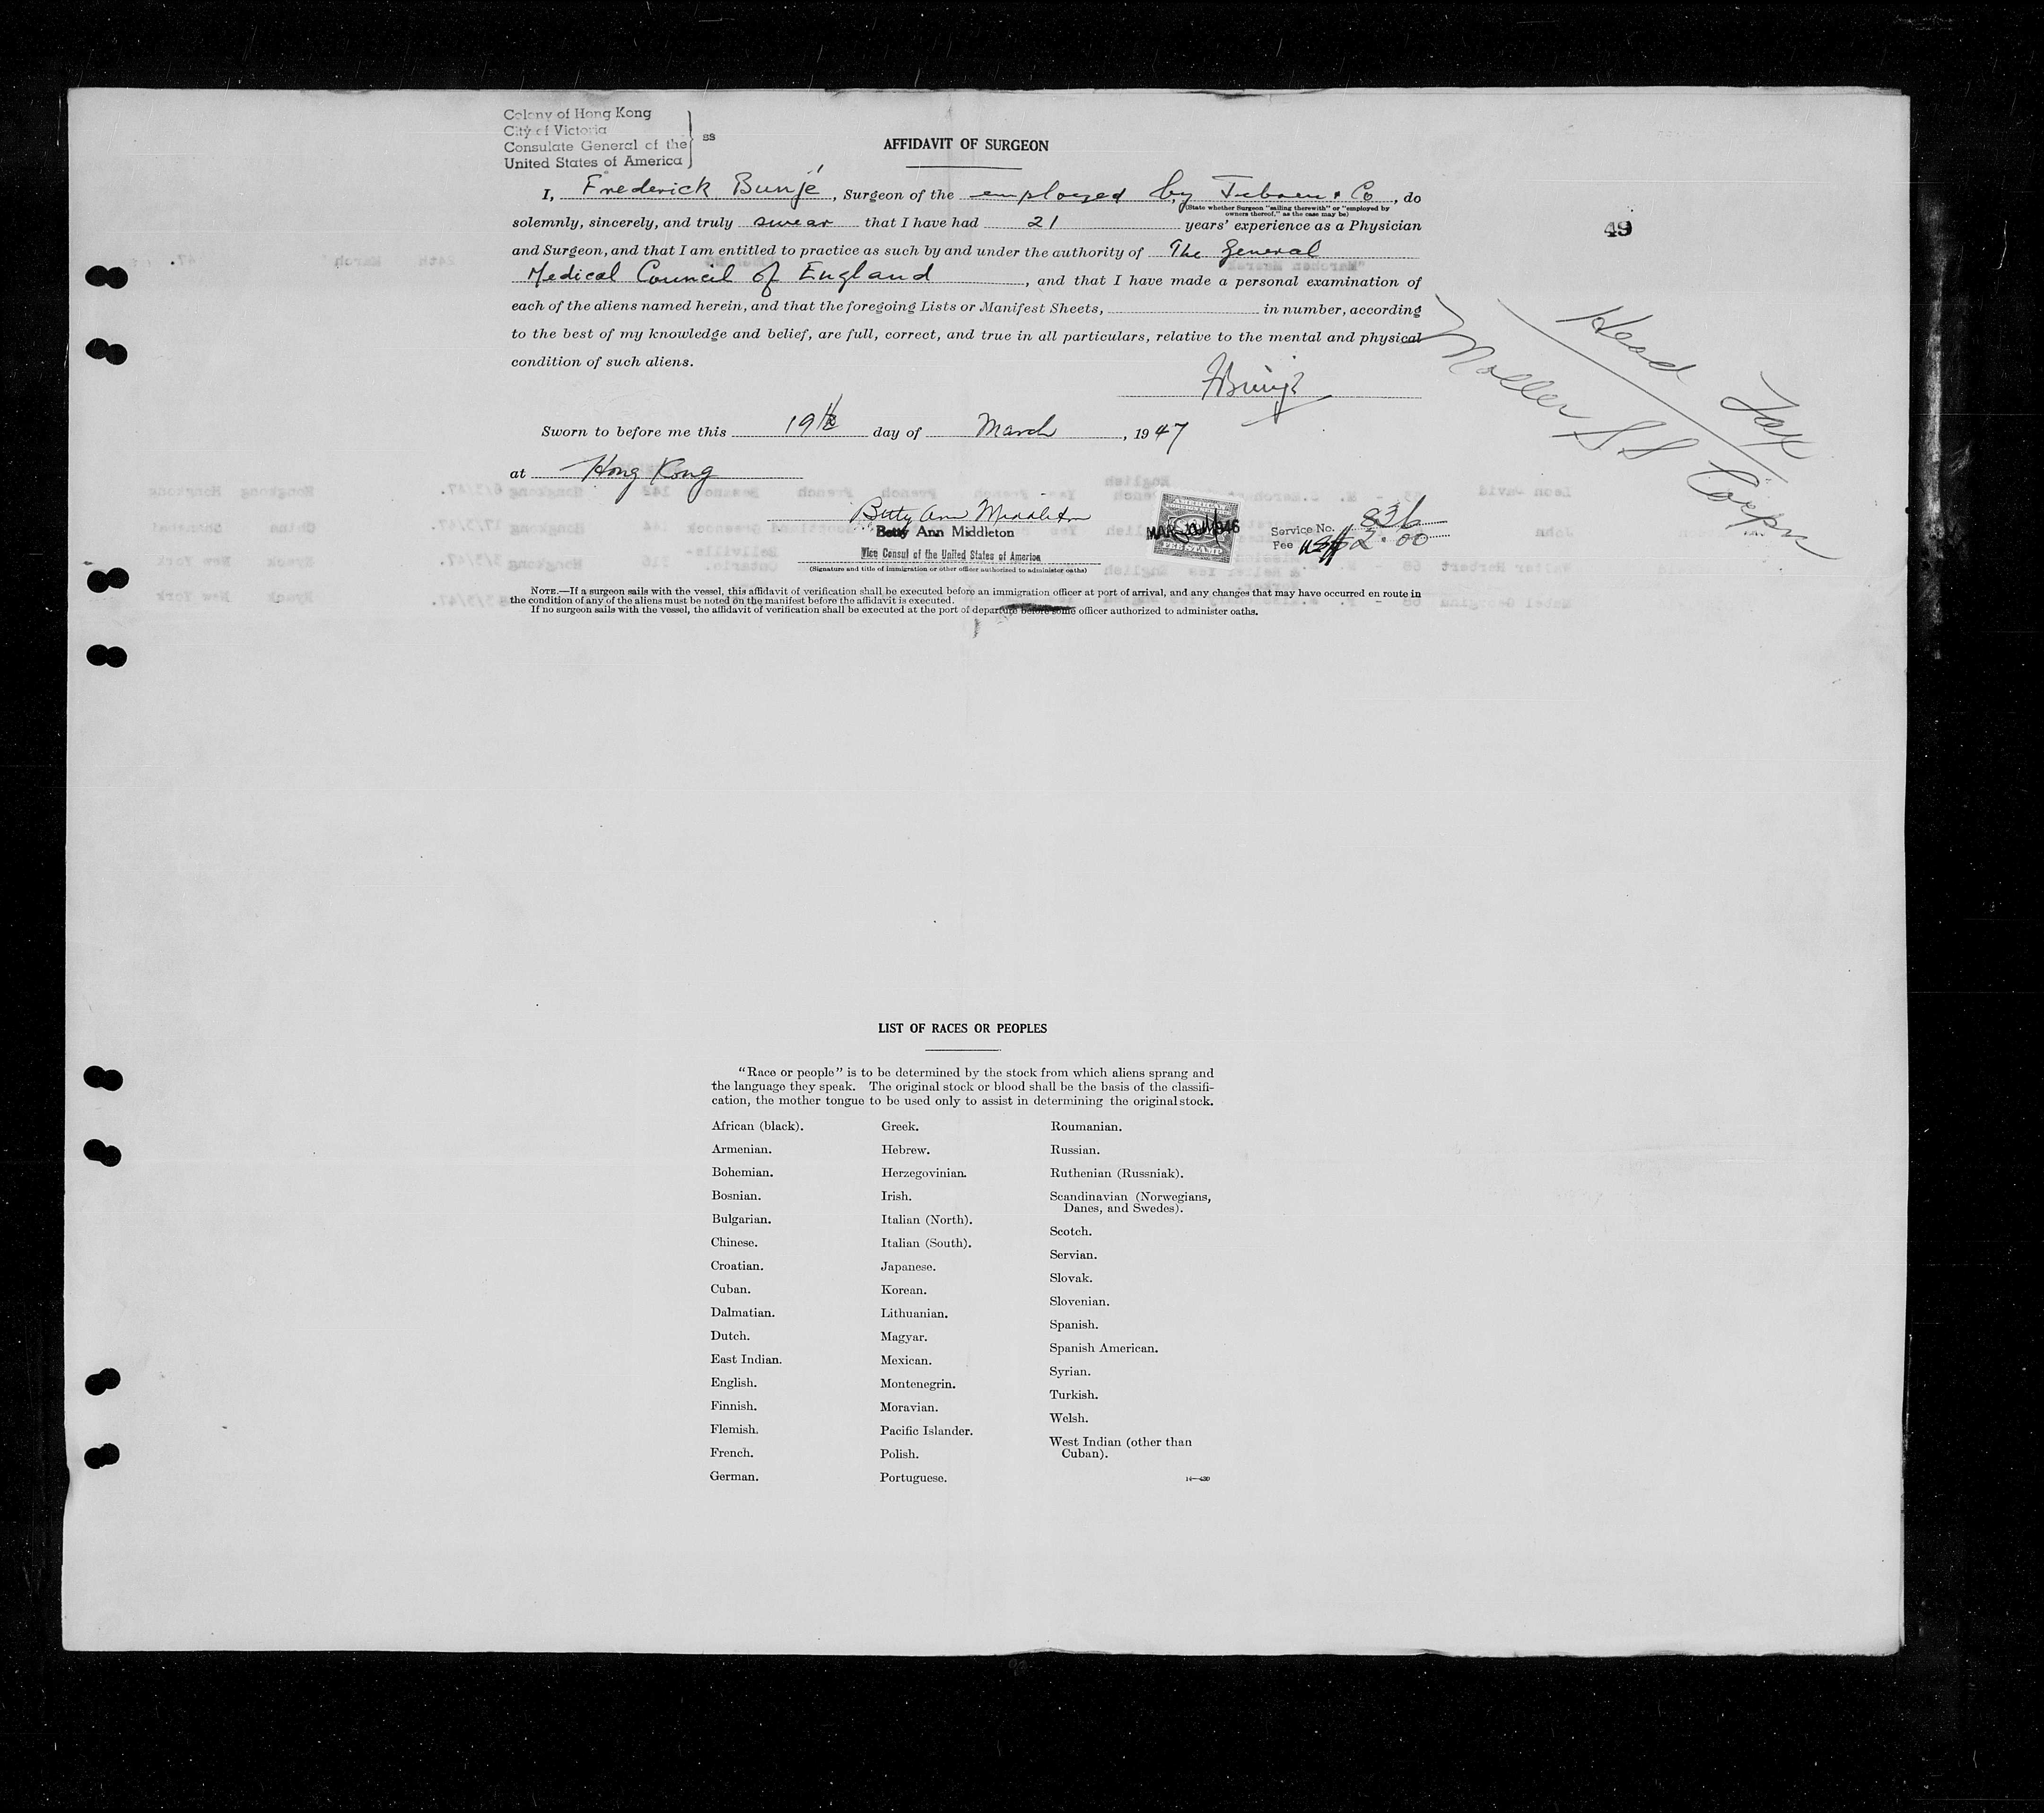 Colony of Hong Kong
City of Victoria
Consulate General of the
United States of America } ss
AFFIDAVIT OF SURGEON
49
I, Frederick Bunjé, Surgeon of the employed by & Co, do
(State whether Surgeon "sailing therewith" or "employed by
owners thereof," as the case may be)
solemnly, sincerely, and truly swear that I have had 21 years' experience as a Physician
and Surgeon, and that I am entitled to practice as such by and under the authority of The General
Medical Council of England, and that I have made a personal examination of
each of the aliens named herein, and that the foregoing Lists or Manifest Sheets, in number, according
to the best of my knowledge and belief, are full, correct, and true in all particulars, relative to the mental and physical
condition of such aliens.
FBunjé
Head Tax
Moller SS Corpn
Sworn to before me this 19th day of March, 1947
at Hong Kong
Betty Ann Middleton
Betty Ann Middleton
Vice Consul of the United States of America
(Signature and title of immigration or other officer authorized to administer oaths)
AMERICAN
FOREIGN SERVICE
MAR 1946
FEE STAMP
Service No. 836
Fee US$ 2.00
NOTE.—If a surgeon sails with the vessel, this affidavit of verification shall be executed before an immigration officer at port of arrival, and any changes that may have occurred en route in
the condition of any of the aliens must be noted on the manifest before the affidavit is executed.
If no surgeon sails with the vessel, the affidavit of verification shall be executed at the port of departure before some officer authorized to administer oaths.
LIST OF RACES OR PEOPLES
"Race or people" is to be determined by the stock from which aliens sprang and
the language they speak. The original stock or blood shall be the basis of the classifi-
cation, the mother tongue to be used only to assist in determining the original stock.
African (black).
Armenian.
Bohemian.
Bosnian.
Bulgarian.
Chinese.
Croatian.
Cuban.
Dalmatian.
Dutch.
East Indian.
English.
Finnish.
Flemish.
French.
German.
Greek.
Hebrew.
Herzegovinian.
Irish.
Italian (North).
Italian (South).
Japanese.
Korean.
Lithuanian.
Magyar.
Mexican.
Montenegrin.
Moravian.
Pacific Islander.
Polish.
Portuguese.
Roumanian.
Russian.
Ruthenian (Russniak).
Scandinavian (Norwegians,
Danes, and Swedes).
Scotch.
Servian.
Slovak.
Slovenian.
Spanish.
Spanish American.
Syrian.
Turkish.
Welsh.
West Indian (other than
Cuban).
14—430